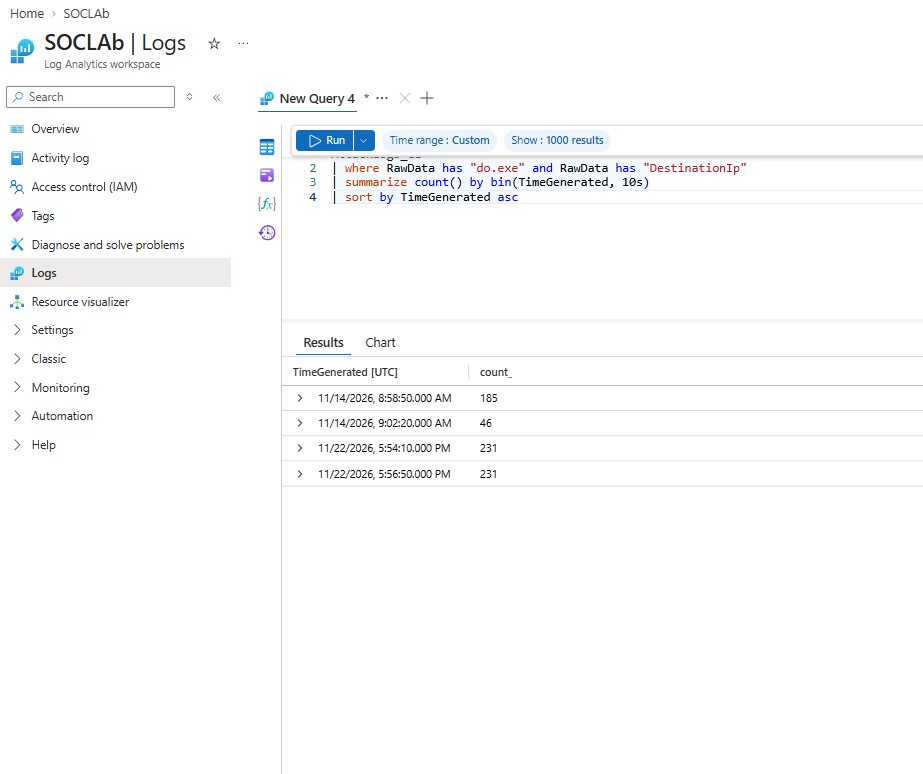 Home > SOCLAb
SOCLAb | Logs
Log Analytics workspace
Search
Overview
Activity log
Access control (IAM)
Tags
Diagnose and solve problems
Logs
Resource visualizer
Settings
Classic
Monitoring
Automation
Help
New Query 4 *
Run
Time range : Custom
Show : 1000 results
2 | where RawData has "do.exe" and RawData has "DestinationIp"
3 | summarize count() by bin(TimeGenerated, 10s)
4 | sort by TimeGenerated asc
{fx}
Results Chart
TimeGenerated [UTC] count_
11/14/2026, 8:58:50.000 AM 185
11/14/2026, 9:02:20.000 AM 46
11/22/2026, 5:54:10.000 PM 231
11/22/2026, 5:56:50.000 PM 231